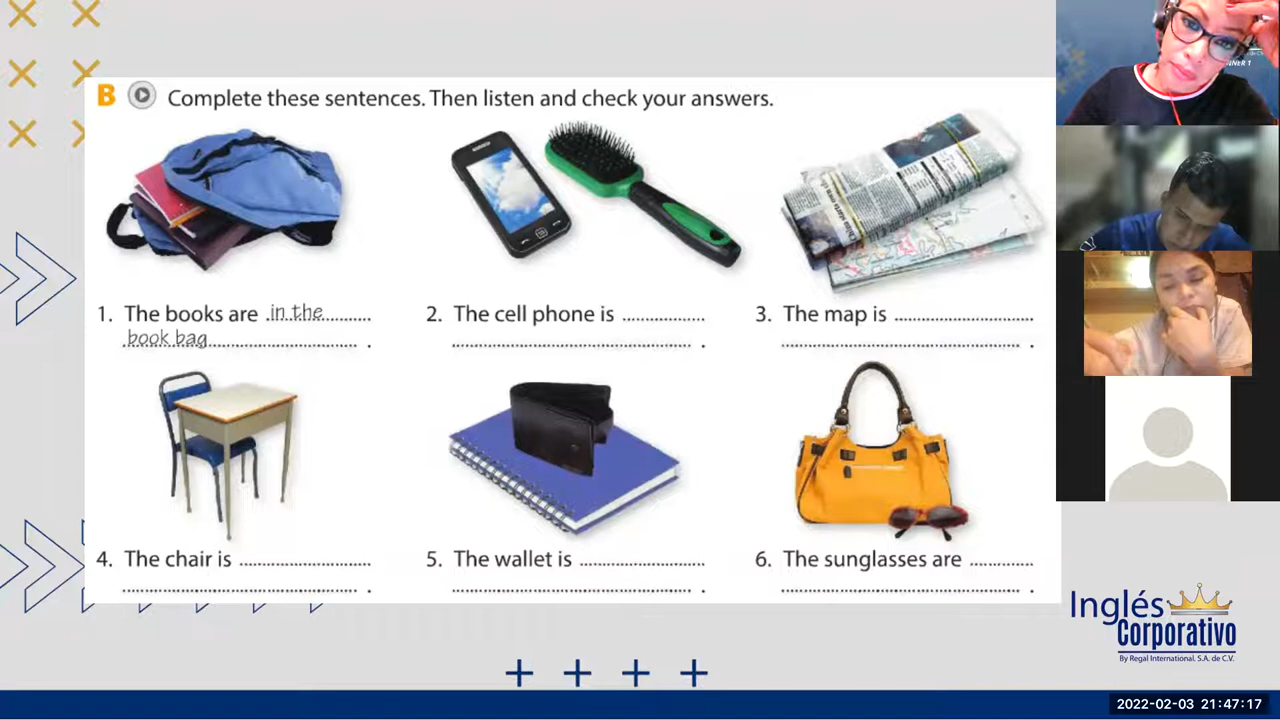 B Complete these sentences. Then listen and check your answers.
1. The books are in the
book bag.
2. The cell phone is
.
3. The map is
.
4. The chair is
.
5. The wallet is
.
6. The sunglasses are
.
Inglés
Corporativo
By Regal International. S.A. de C.V.
2022-02-03 21:47:17